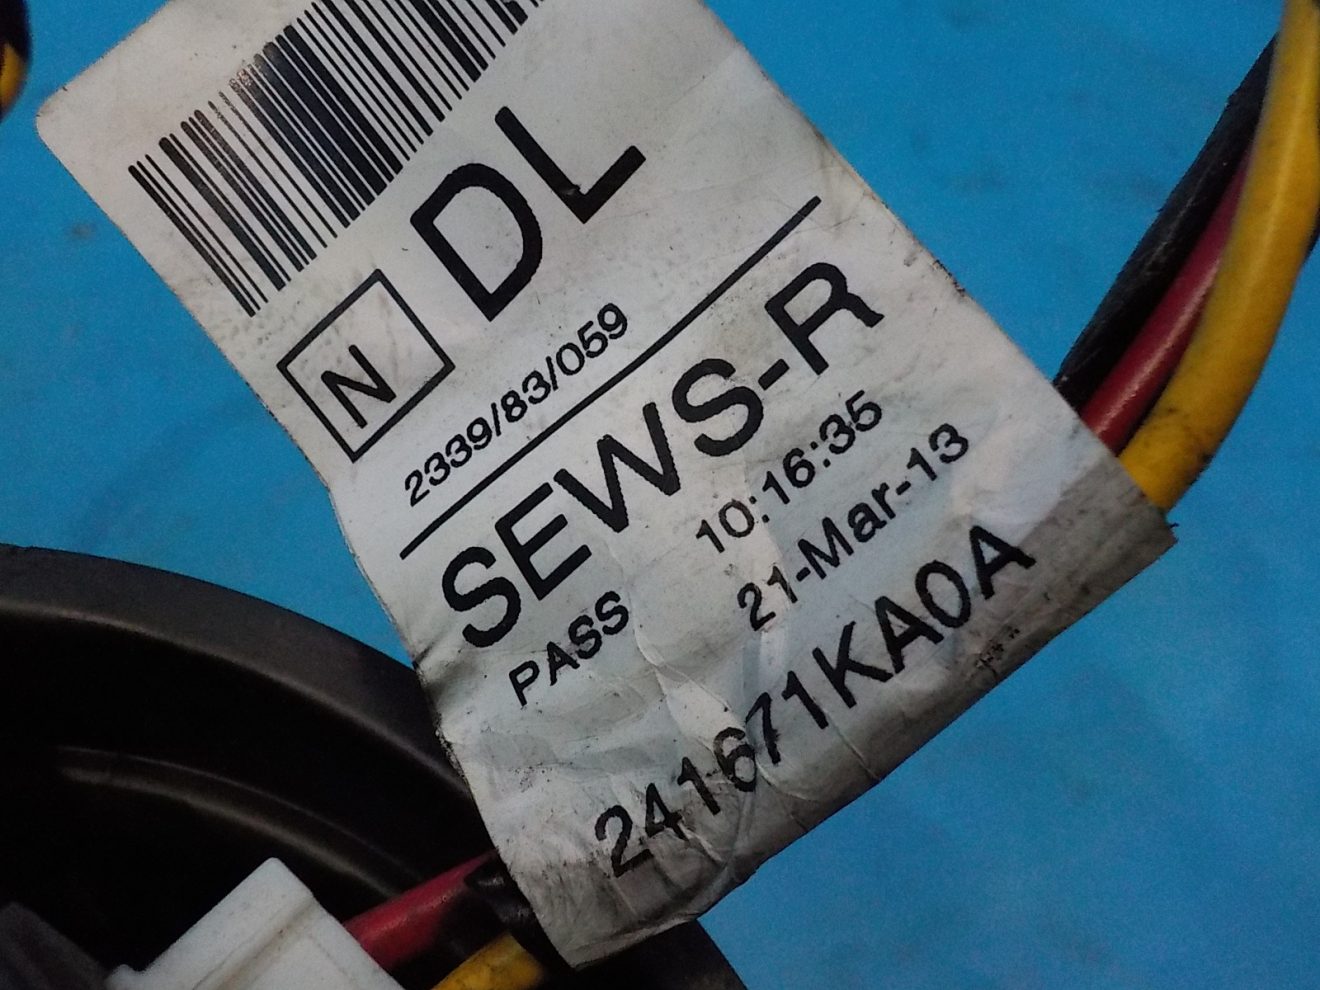 DL
N
2339/83/059
SEWS-R
PASS 10:16:35
21-Mar-13
241671KA0A